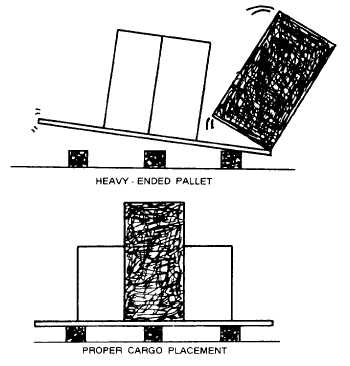 HEAVY - ENDED PALLET
PROPER CARGO PLACEMENT